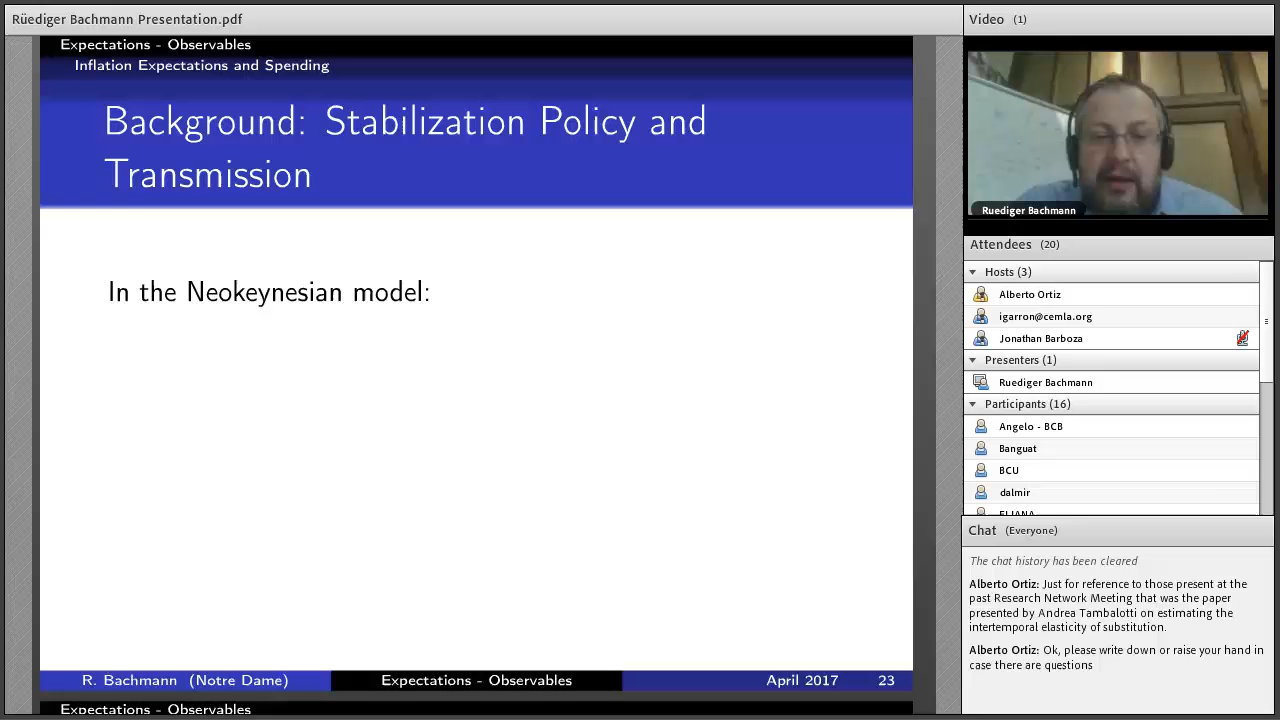 Rüediger Bachmann Presentation.pdf
Expectations - Observables
Inflation Expectations and Spending
Background: Stabilization Policy and
Transmission
In the Neokeynesian model:
R. Bachmann (Notre Dame)
Expectations - Observables
April 2017
23
Expectations - Observables
Video (1)
Ruediger Bachmann
Attendees (20)
Hosts (3)
Alberto Ortiz
igarron@cemla.org
Jonathan Barboza
Presenters (1)
Ruediger Bachmann
Participants (16)
Angelo - BCB
Banguat
BCU
dalmir
ELIANA
Chat (Everyone)
The chat history has been cleared
Alberto Ortiz: Just for reference to those present at the
past Research Network Meeting that was the paper
presented by Andrea Tambalotti on estimating the
intertemporal elasticity of substitution.
Alberto Ortiz: Ok, please write down or raise your hand in
case there are questions